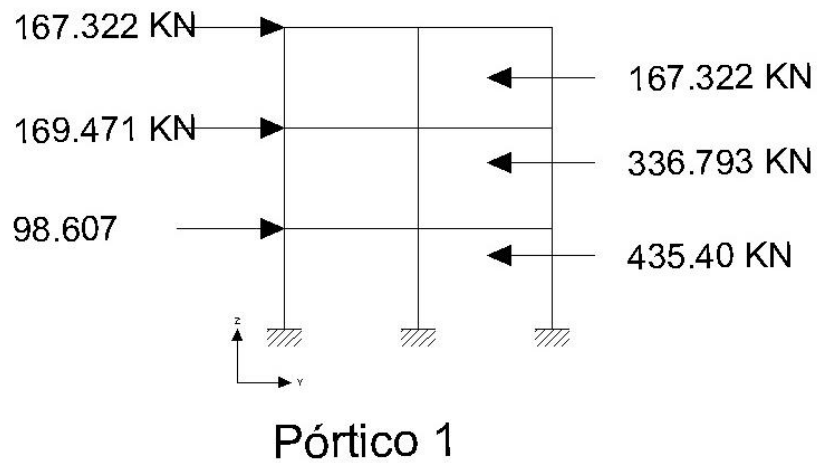 167.322 KN
167.322 KN
169.471 KN
336.793 KN
98.607
435.40 KN
Z
Y
Pórtico 1